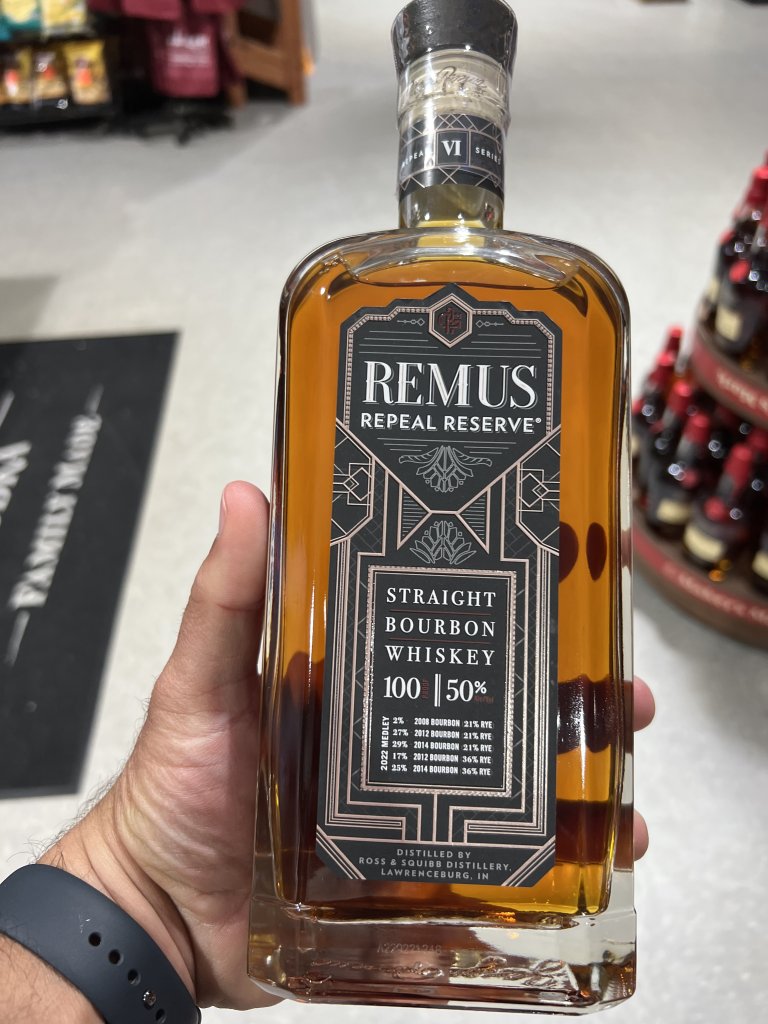 REPEAL VI SERIES
REMUS
REPEAL RESERVE®
STRAIGHT
BOURBON
WHISKEY
100 PROOF 50%
2022 MEDLEY
2% 2008 BOURBON 21% RYE
27% 2012 BOURBON 21% RYE
29% 2014 BOURBON 21% RYE
17% 2012 BOURBON 36% RYE
25% 2014 BOURBON 36% RYE
DISTILLED BY
ROSS & SQUIBB DISTILLERY,
LAWRENCEBURG, IN
FAMILY MADE